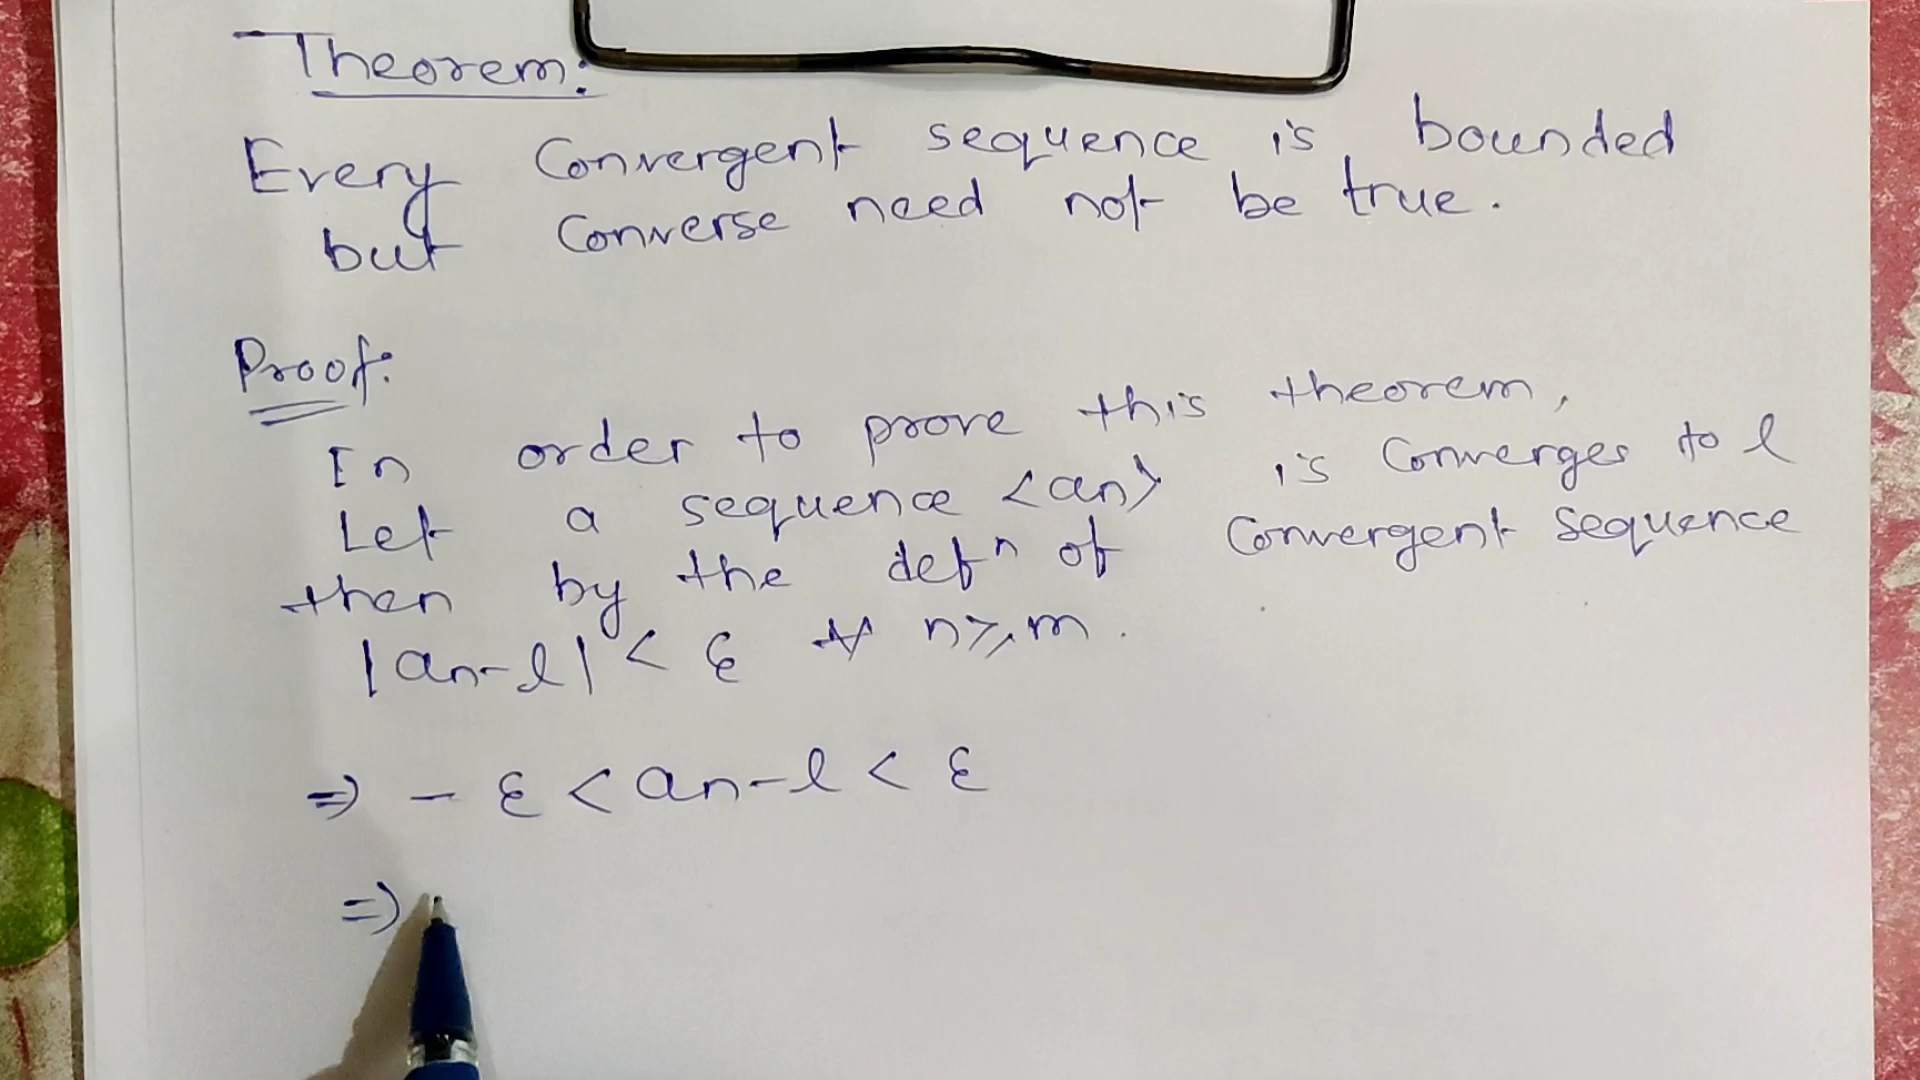 Theorem:
Every Convergent sequence is bounded
but Converse need not be true.
Proof:
In order to prove this theorem,
Let a sequence <an> is Converges to l
then by the defⁿ of Convergent Sequence
|an-l| < ε ∀ n≥m.
⇒ - ε < an-l < ε
⇒